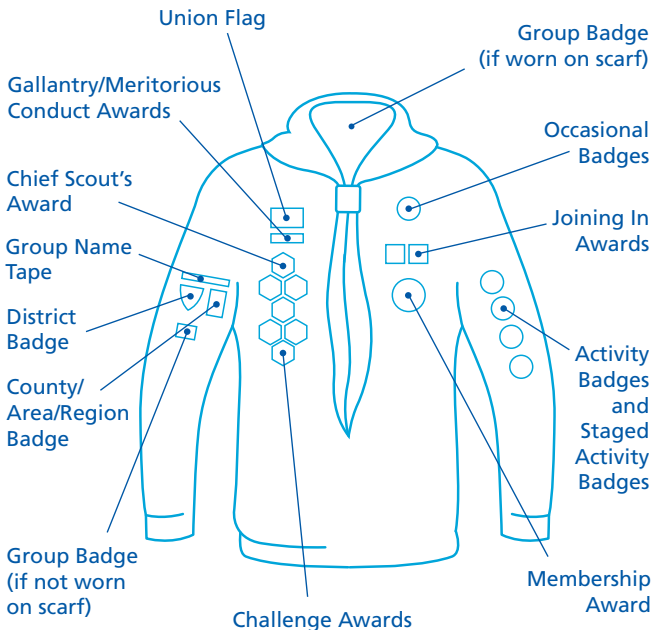 Union Flag
Group Badge
(if worn on scarf)
Gallantry/Meritorious
Conduct Awards
Occasional
Badges
Chief Scout's
Award
Joining In
Awards
Group Name
Tape
District
Badge
Activity
Badges
and
Staged
Activity
Badges
County/
Area/Region
Badge
Group Badge
(if not worn
on scarf)
Membership
Award
Challenge Awards